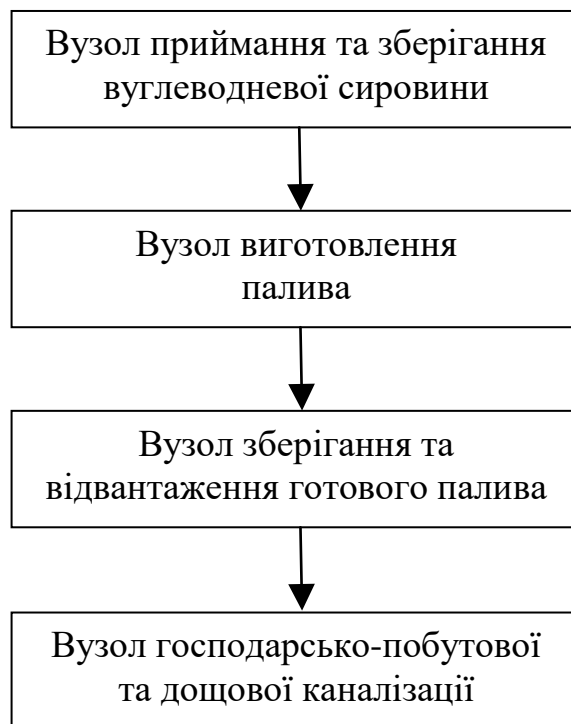 Вузол приймання та зберігання
вуглеводневої сировини
Вузол виготовлення
палива
Вузол зберігання та
відвантаження готового палива
Вузол господарсько-побутової
та дощової каналізації